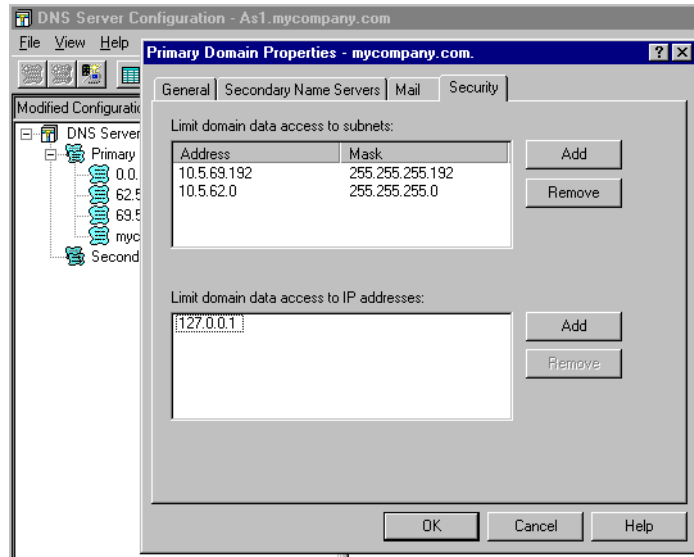 DNS Server Configuration - As1.mycompany.com
File View Help
Primary Domain Properties - mycompany.com.
General Secondary Name Servers Mail Security
Modified Configuratio
DNS Server
Primary
0.0.
62.5
69.5
myc
Second
Limit domain data access to subnets:
Address Mask
10.5.69.192 255.255.255.192
10.5.62.0 255.255.255.0
Add
Remove
Limit domain data access to IP addresses:
127.0.0.1
Add
Remove
OK Cancel Help